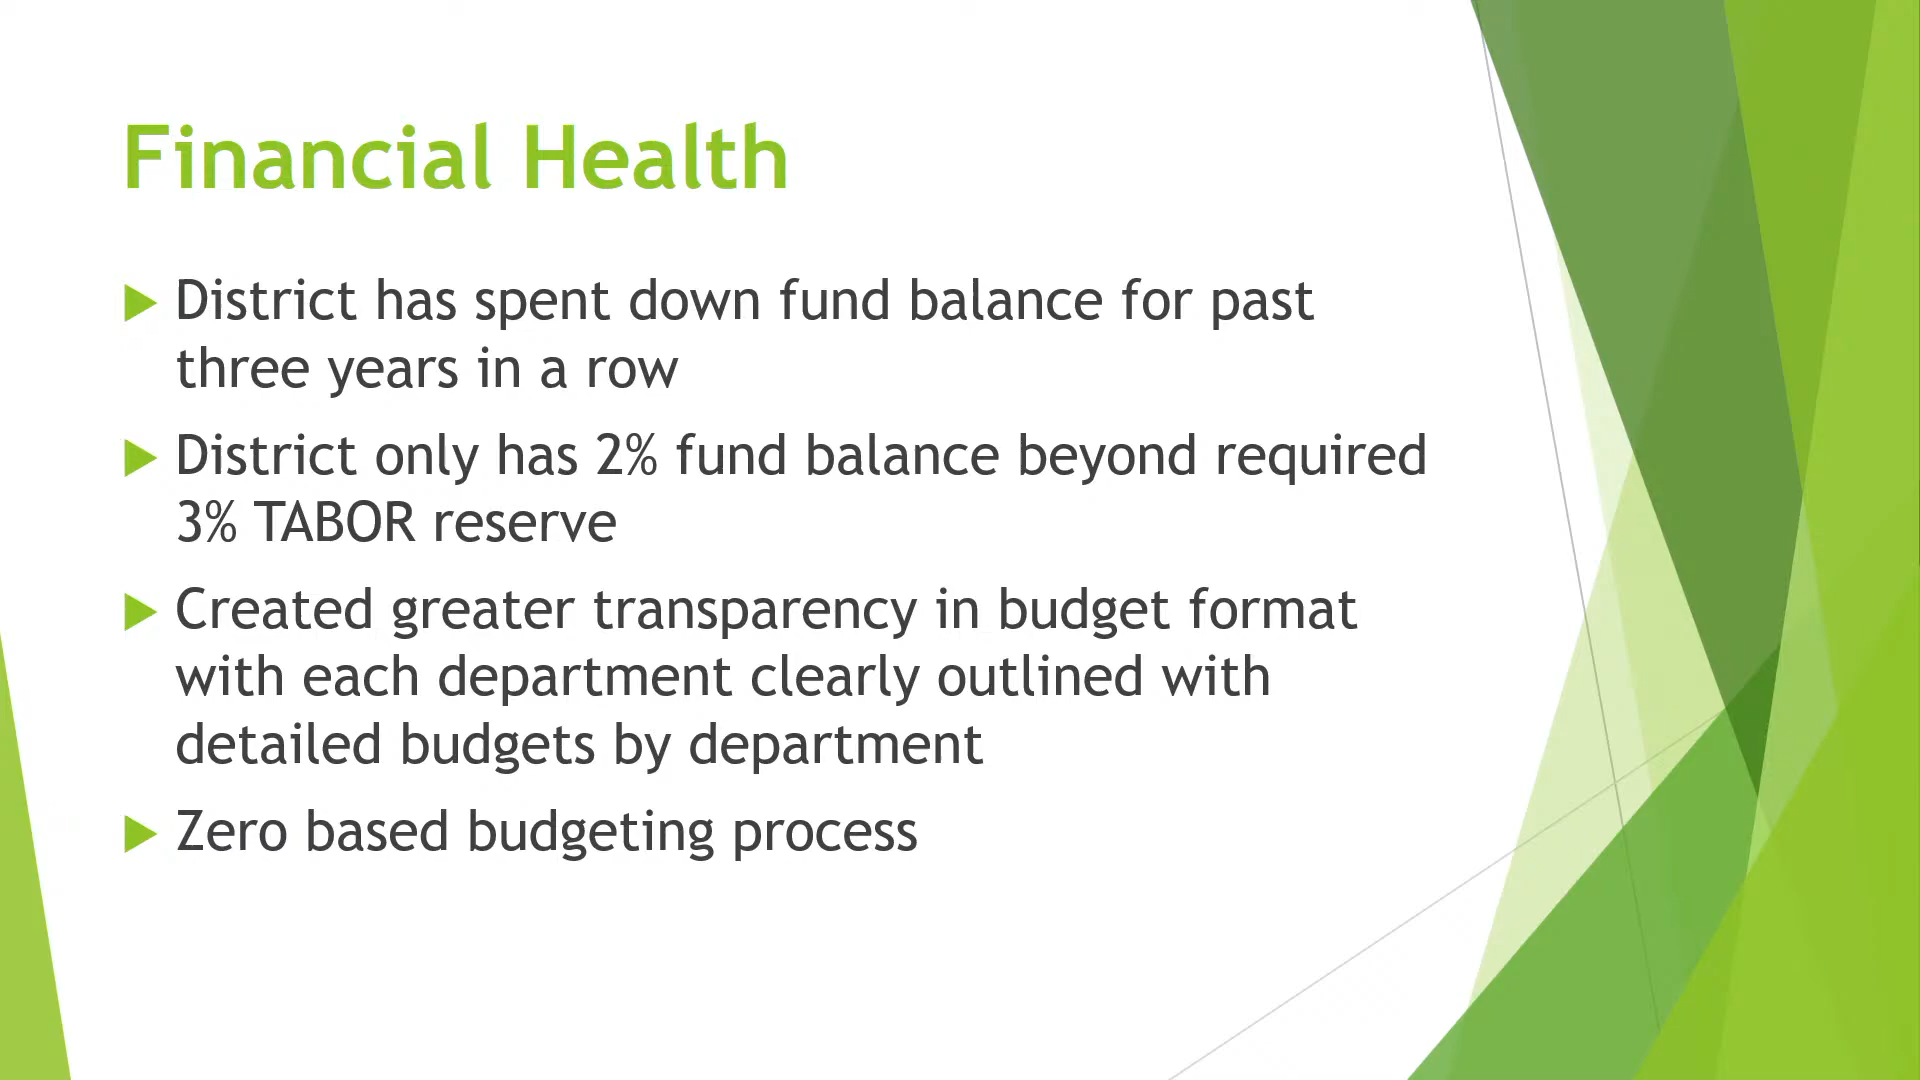 Financial Health
District has spent down fund balance for past
three years in a row
District only has 2% fund balance beyond required
3% TABOR reserve
Created greater transparency in budget format
with each department clearly outlined with
detailed budgets by department
Zero based budgeting process